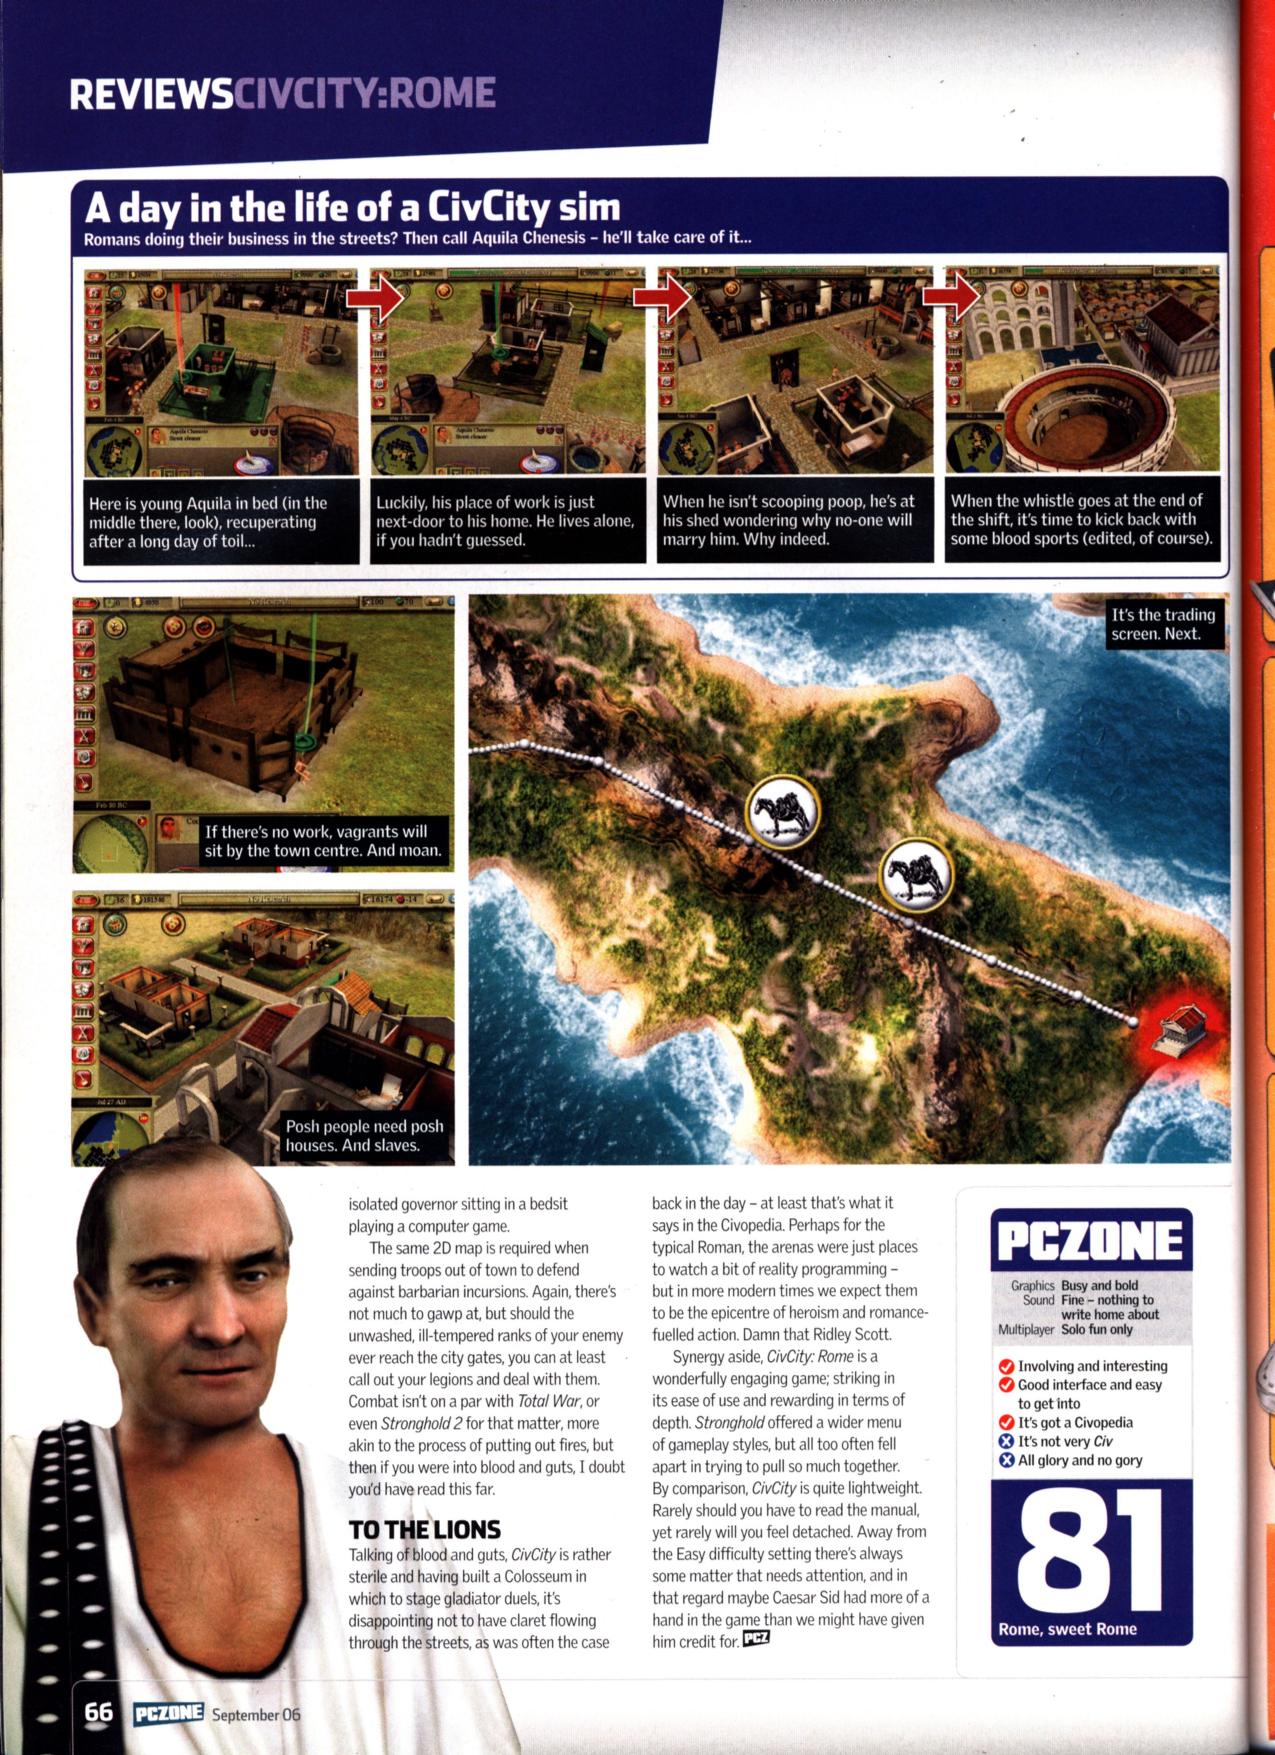 REVIEWSCIVCITY:ROME
A day in the life of a CivCity sim
Romans doing their business in the streets? Then call Aquila Chenesis – he'll take care of it...
Here is young Aquila in bed (in the
middle there, look), recuperating
after a long day of toil...
Luckily, his place of work is just
next-door to his home. He lives alone,
if you hadn't guessed.
When he isn't scooping poop, he's at
his shed wondering why no-one will
marry him. Why indeed.
When the whistle goes at the end of
the shift, it's time to kick back with
some blood sports (edited, of course).
If there's no work, vagrants will
sit by the town centre. And moan.
It's the trading
screen. Next.
Posh people need posh
houses. And slaves.
isolated governor sitting in a bedsit
playing a computer game.
The same 2D map is required when
sending troops out of town to defend
against barbarian incursions. Again, there's
not much to gawp at, but should the
unwashed, ill-tempered ranks of your enemy
ever reach the city gates, you can at least
call out your legions and deal with them.
Combat isn't on a par with Total War, or
even Stronghold 2 for that matter, more
akin to the process of putting out fires, but
then if you were into blood and guts, I doubt
you'd have read this far.
TO THE LIONS
Talking of blood and guts, CivCity is rather
sterile and having built a Colosseum in
which to stage gladiator duels, it's
disappointing not to have claret flowing
through the streets, as was often the case
back in the day – at least that's what it
says in the Civopedia. Perhaps for the
typical Roman, the arenas were just places
to watch a bit of reality programming –
but in more modern times we expect them
to be the epicentre of heroism and romance-
fuelled action. Damn that Ridley Scott.
Synergy aside, CivCity: Rome is a
wonderfully engaging game; striking in
its ease of use and rewarding in terms of
depth. Stronghold offered a wider menu
of gameplay styles, but all too often fell
apart in trying to pull so much together.
By comparison, CivCity is quite lightweight.
Rarely should you have to read the manual,
yet rarely will you feel detached. Away from
the Easy difficulty setting there's always
some matter that needs attention, and in
that regard maybe Caesar Sid had more of a
hand in the game than we might have given
him credit for. PCZ
PCZONE
Graphics Busy and bold
Sound Fine – nothing to
write home about
Multiplayer Solo fun only
Involving and interesting
Good interface and easy
to get into
It's got a Civopedia
It's not very Civ
All glory and no gory
81
Rome, sweet Rome
66 PCZONE September 06